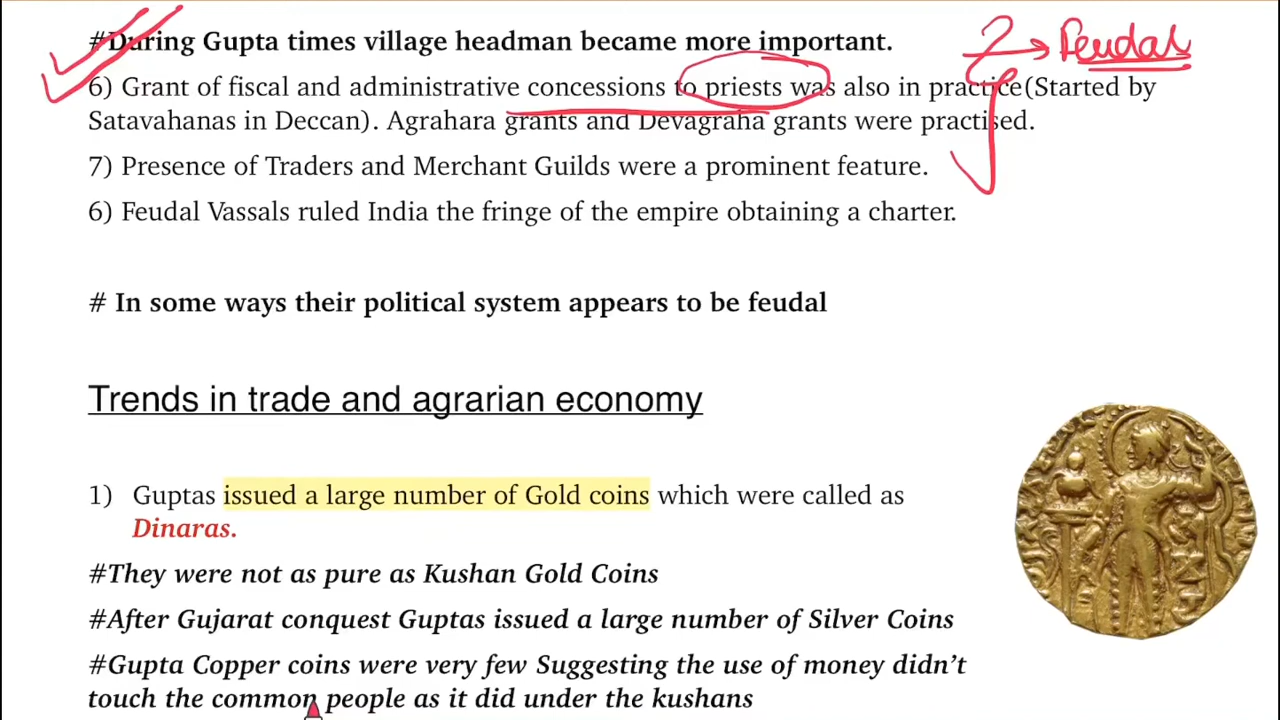 #During Gupta times village headman became more important.
Feudal
6) Grant of fiscal and administrative concessions to priests was also in practice(Started by
Satavahanas in Deccan). Agrahara grants and Devagraha grants were practised.
7) Presence of Traders and Merchant Guilds were a prominent feature.
6) Feudal Vassals ruled India the fringe of the empire obtaining a charter.
# In some ways their political system appears to be feudal
Trends in trade and agrarian economy
1) Guptas issued a large number of Gold coins which were called as
Dinaras.
#They were not as pure as Kushan Gold Coins
#After Gujarat conquest Guptas issued a large number of Silver Coins
#Gupta Copper coins were very few Suggesting the use of money didn't
touch the common people as it did under the kushans